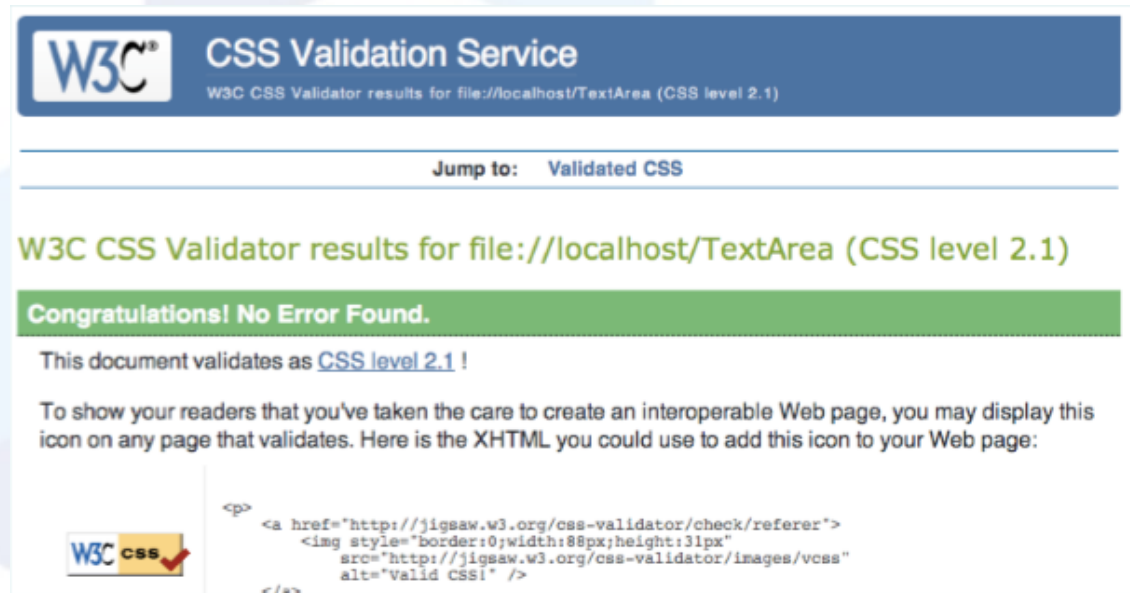 W3C®
CSS Validation Service
W3C CSS Validator results for file://localhost/TextArea (CSS level 2.1)
Jump to: Validated CSS
W3C CSS Validator results for file://localhost/TextArea (CSS level 2.1)
Congratulations! No Error Found.
This document validates as CSS level 2.1 !
To show your readers that you've taken the care to create an interoperable Web page, you may display this
icon on any page that validates. Here is the XHTML you could use to add this icon to your Web page:
W3C css
<p>
<a href="http://jigsaw.w3.org/css-validator/check/referer">
<img style="border:0;width:88px;height:31px"
src="http://jigsaw.w3.org/css-validator/images/vcss"
alt="Valid CSS!" />
</a>